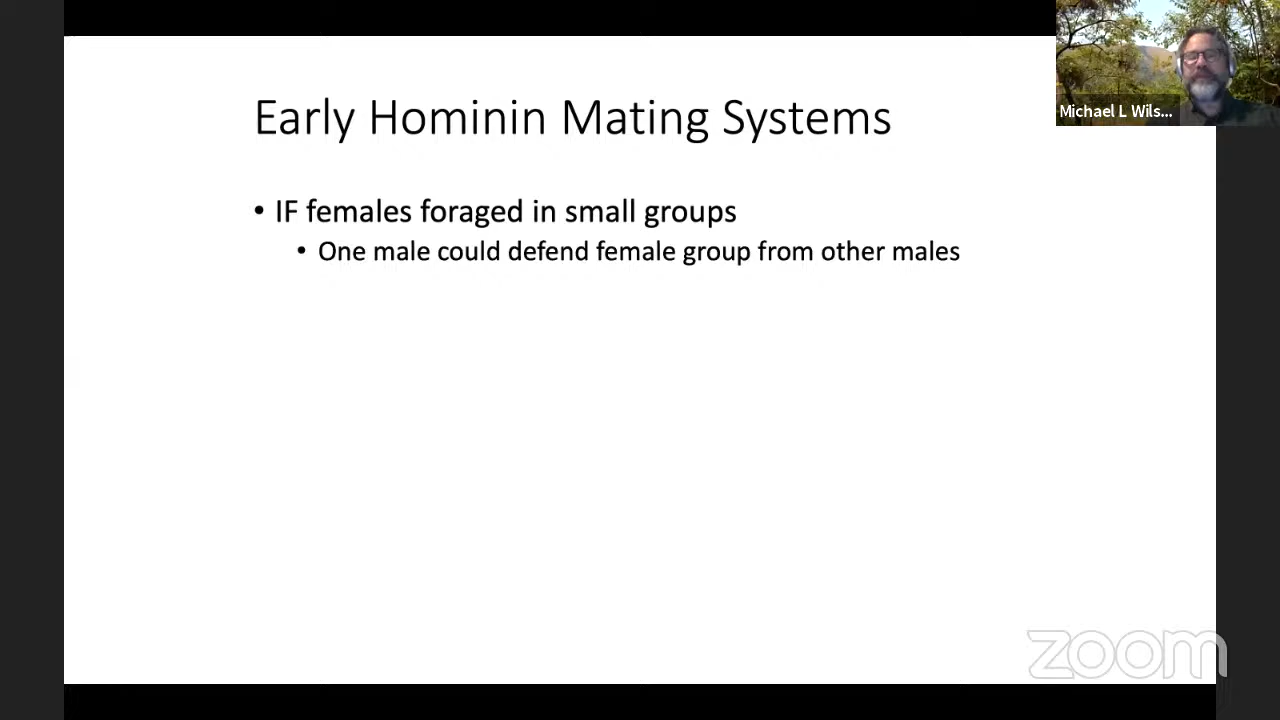 Michael L Wils...
Early Hominin Mating Systems
• IF females foraged in small groups
• One male could defend female group from other males
zoom